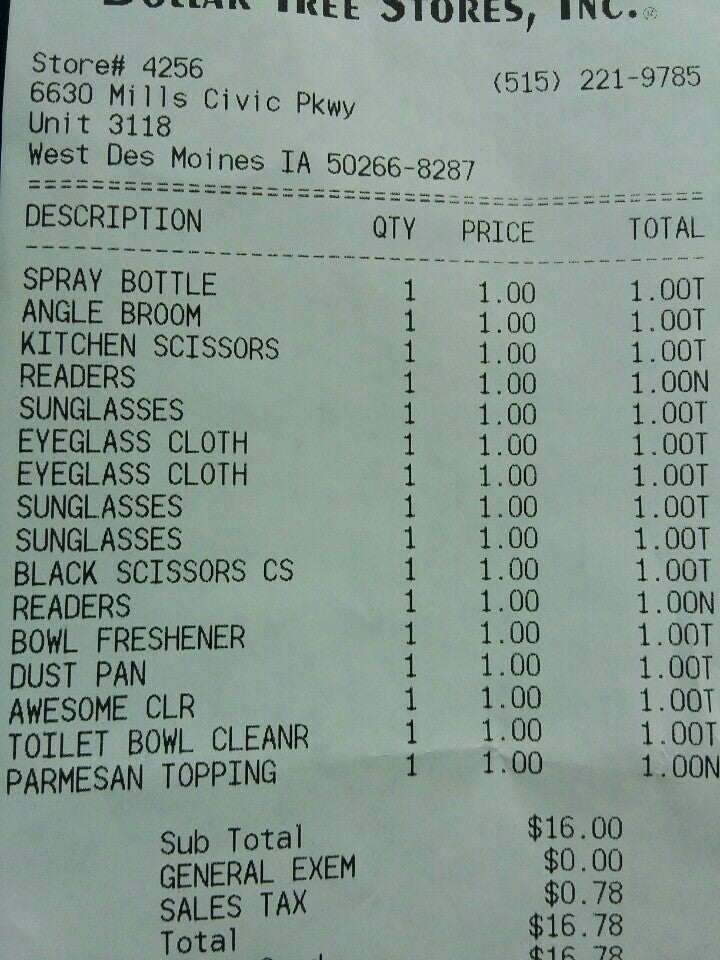 DOLLAR TREE STORES, INC.®
Store# 4256 (515) 221-9785
6630 Mills Civic Pkwy
Unit 3118
West Des Moines IA 50266-8287
DESCRIPTION QTY PRICE TOTAL
SPRAY BOTTLE 1 1.00 1.00T
ANGLE BROOM 1 1.00 1.00T
KITCHEN SCISSORS 1 1.00 1.00T
READERS 1 1.00 1.00N
SUNGLASSES 1 1.00 1.00T
EYEGLASS CLOTH 1 1.00 1.00T
EYEGLASS CLOTH 1 1.00 1.00T
SUNGLASSES 1 1.00 1.00T
SUNGLASSES 1 1.00 1.00T
BLACK SCISSORS CS 1 1.00 1.00T
READERS 1 1.00 1.00N
BOWL FRESHENER 1 1.00 1.00T
DUST PAN 1 1.00 1.00T
AWESOME CLR 1 1.00 1.00T
TOILET BOWL CLEANR 1 1.00 1.00T
PARMESAN TOPPING 1 1.00 1.00N
Sub Total $16.00
GENERAL EXEM $0.00
SALES TAX $0.78
Total $16.78
$16.78